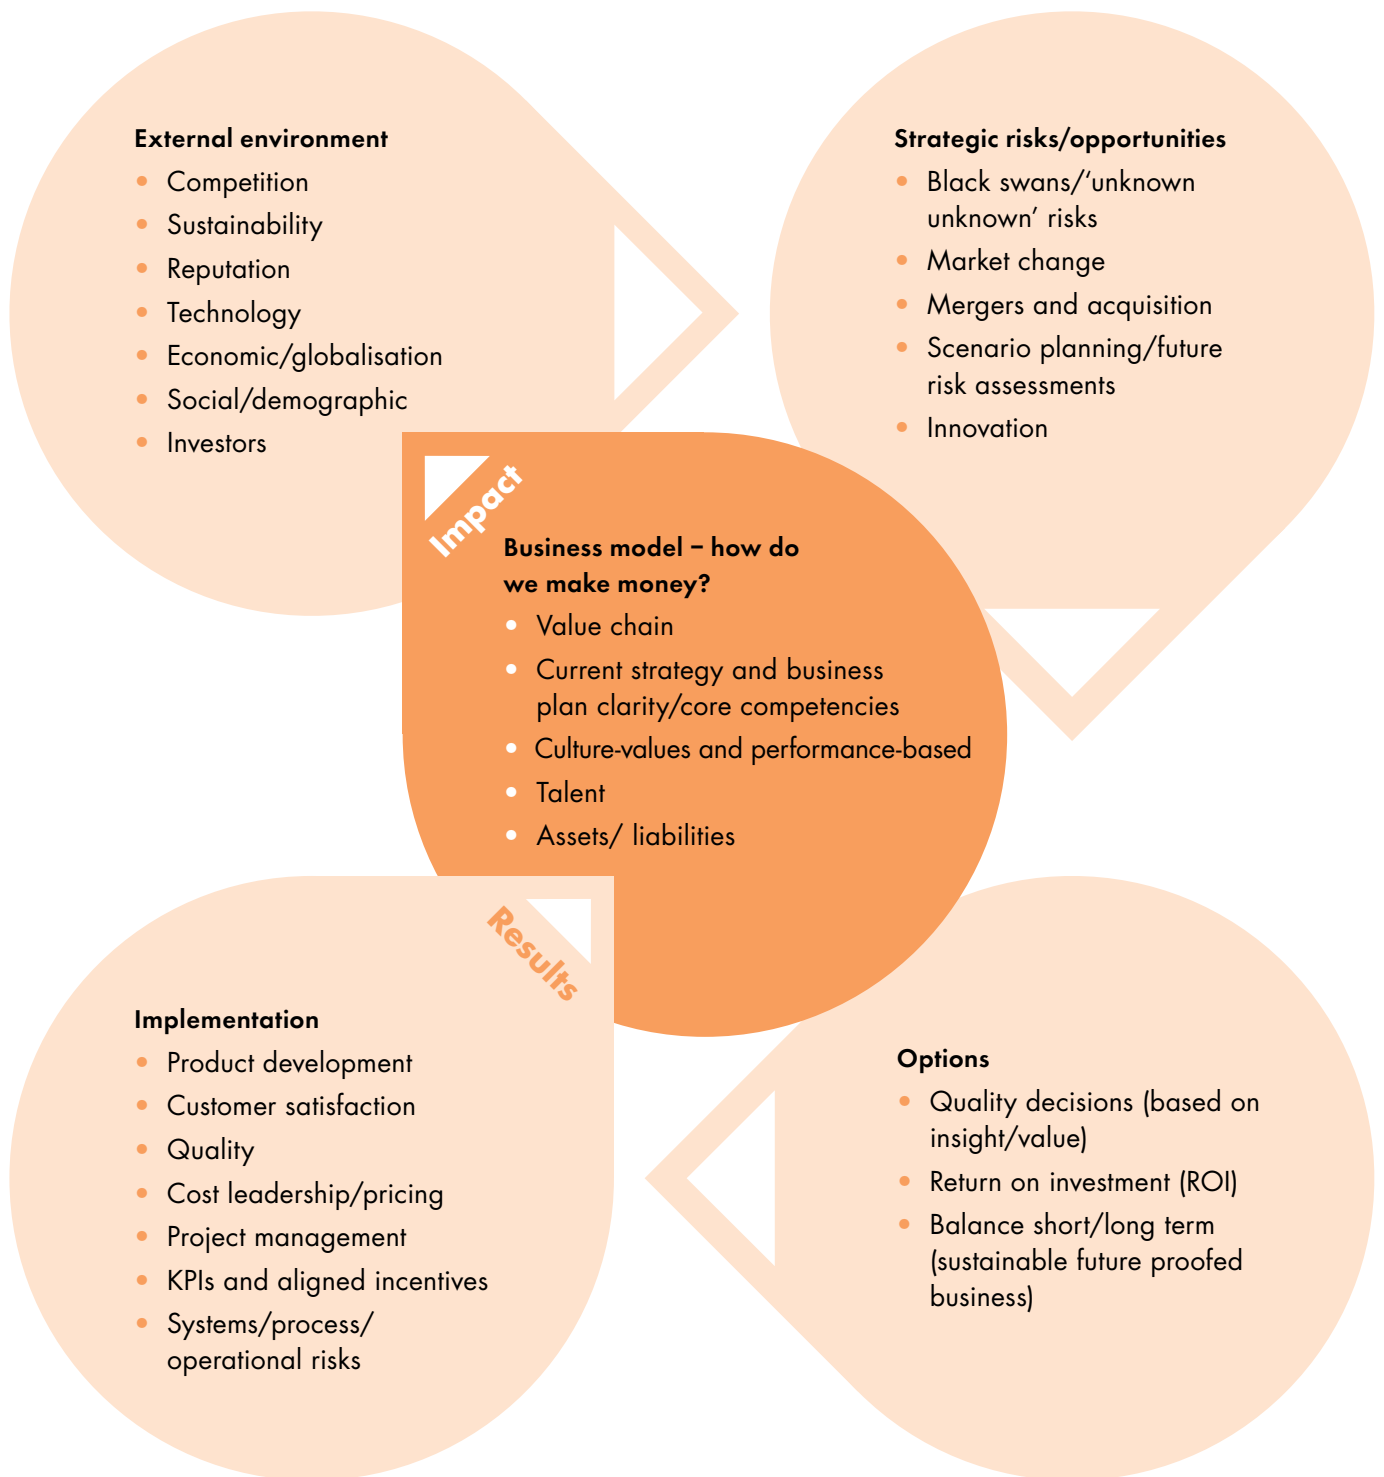 External environment
• Competition
• Sustainability
• Reputation
• Technology
• Economic/globalisation
• Social/demographic
• Investors
Strategic risks/opportunities
• Black swans/‘unknown
unknown’ risks
• Market change
• Mergers and acquisition
• Scenario planning/future
risk assessments
• Innovation
Impact
Business model – how do
we make money?
• Value chain
• Current strategy and business
plan clarity/core competencies
• Culture-values and performance-based
• Talent
• Assets/ liabilities
Results
Implementation
• Product development
• Customer satisfaction
• Quality
• Cost leadership/pricing
• Project management
• KPIs and aligned incentives
• Systems/process/
operational risks
Options
• Quality decisions (based on
insight/value)
• Return on investment (ROI)
• Balance short/long term
(sustainable future proofed
business)